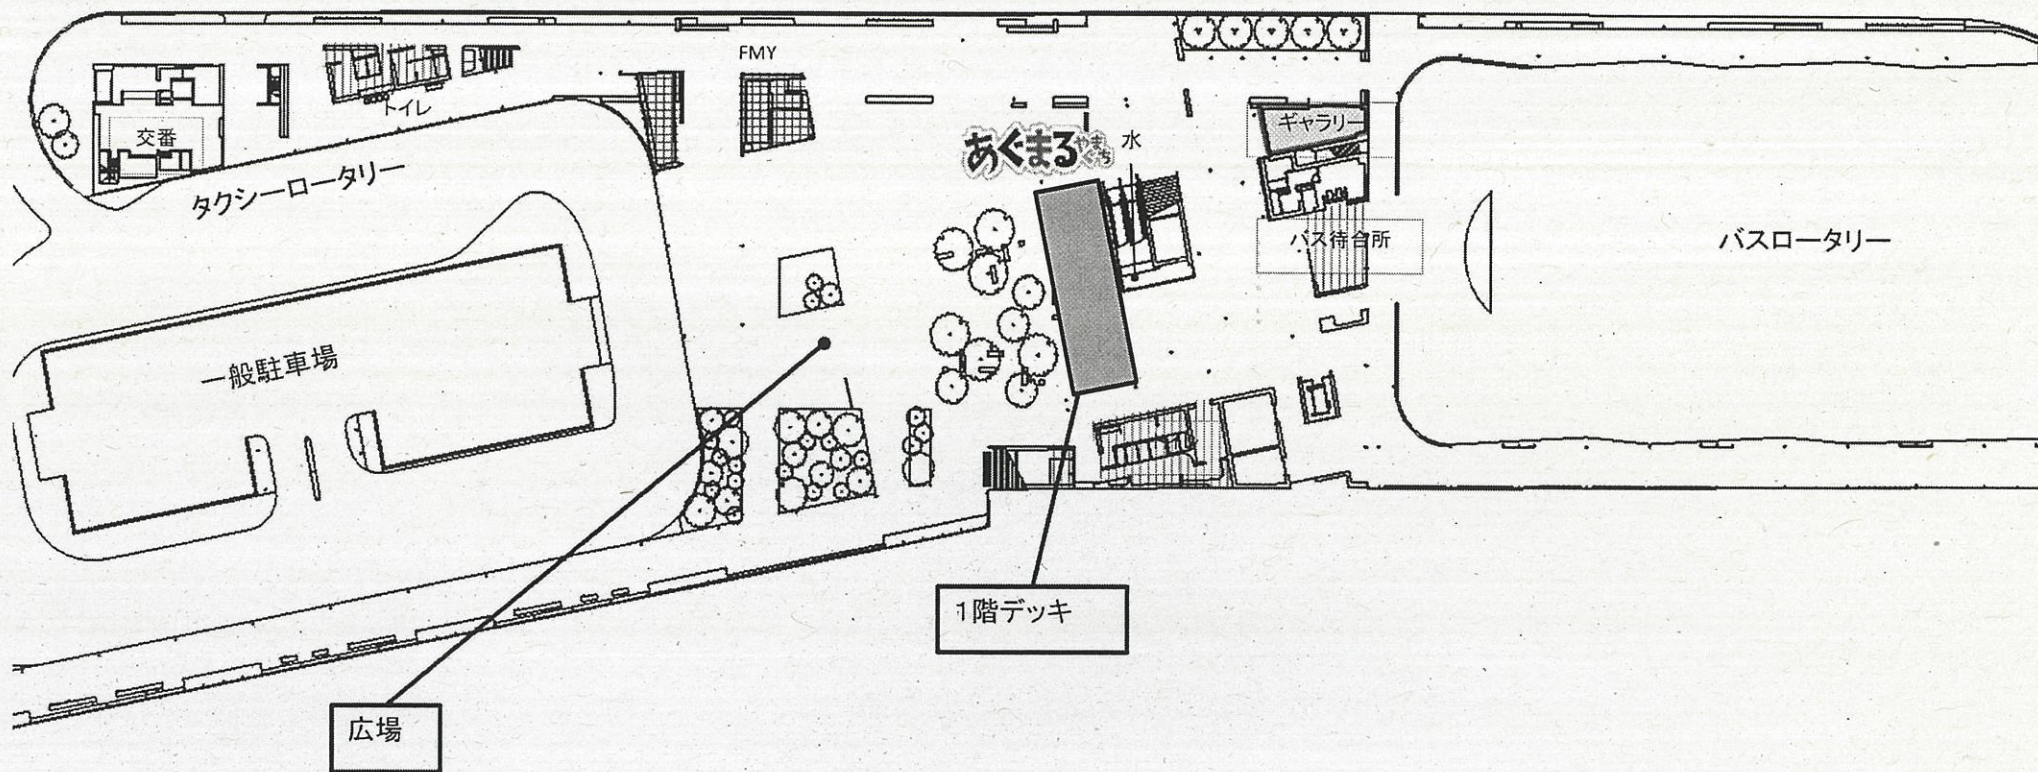 FMY
トイレ
交番
タクシーロータリー
あぐまる
やまぐち
水
ギャラリー
バス待合所
バスロータリー
一般駐車場
1階デッキ
広場